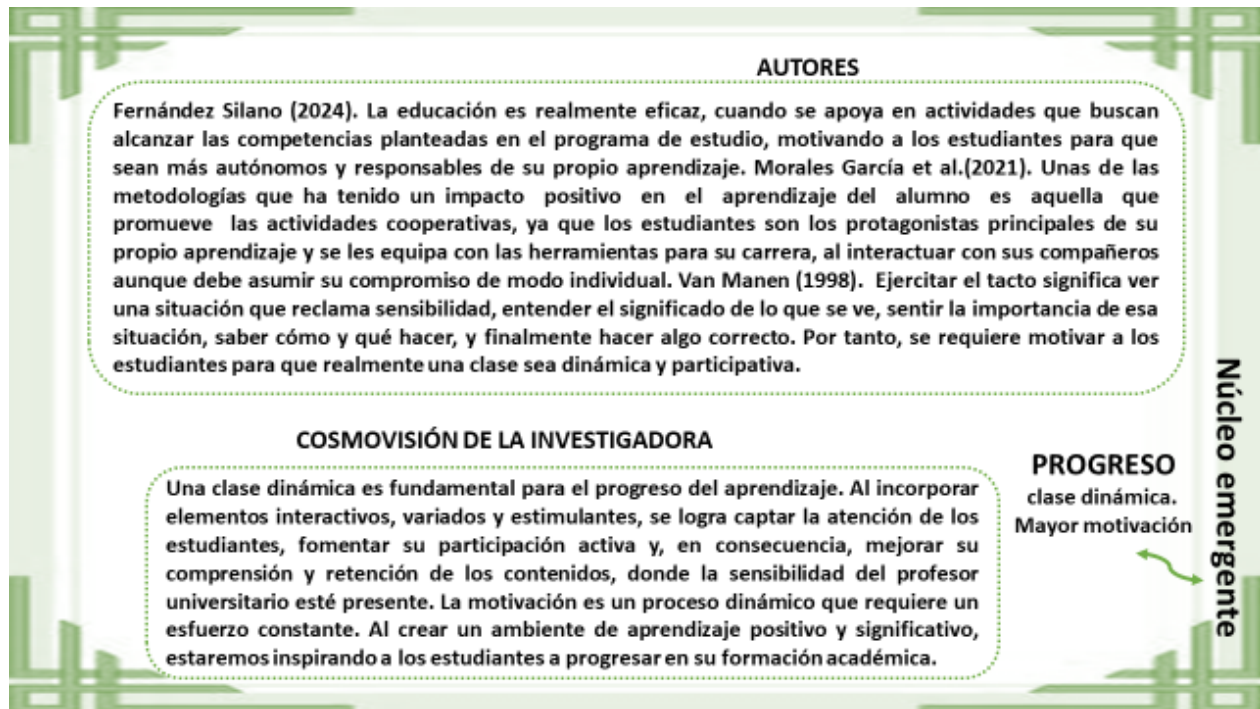 AUTORES
Fernández Silano (2024). La educación es realmente eficaz, cuando se apoya en actividades que buscan
alcanzar las competencias planteadas en el programa de estudio, motivando a los estudiantes para que
sean más autónomos y responsables de su propio aprendizaje. Morales García et al.(2021). Unas de las
metodologías que ha tenido un impacto positivo en el aprendizaje del alumno es aquella que
promueve las actividades cooperativas, ya que los estudiantes son los protagonistas principales de su
propio aprendizaje y se les equipa con las herramientas para su carrera, al interactuar con sus compañeros
aunque debe asumir su compromiso de modo individual. Van Manen (1998). Ejercitar el tacto significa ver
una situación que reclama sensibilidad, entender el significado de lo que se ve, sentir la importancia de esa
situación, saber cómo y qué hacer, y finalmente hacer algo correcto. Por tanto, se requiere motivar a los
estudiantes para que realmente una clase sea dinámica y participativa.
COSMOVISIÓN DE LA INVESTIGADORA
Una clase dinámica es fundamental para el progreso del aprendizaje. Al incorporar
elementos interactivos, variados y estimulantes, se logra captar la atención de los
estudiantes, fomentar su participación activa y, en consecuencia, mejorar su
comprensión y retención de los contenidos, donde la sensibilidad del profesor
universitario esté presente. La motivación es un proceso dinámico que requiere un
esfuerzo constante. Al crear un ambiente de aprendizaje positivo y significativo,
estaremos inspirando a los estudiantes a progresar en su formación académica.
PROGRESO
clase dinámica.
Mayor motivación
Núcleo emergente